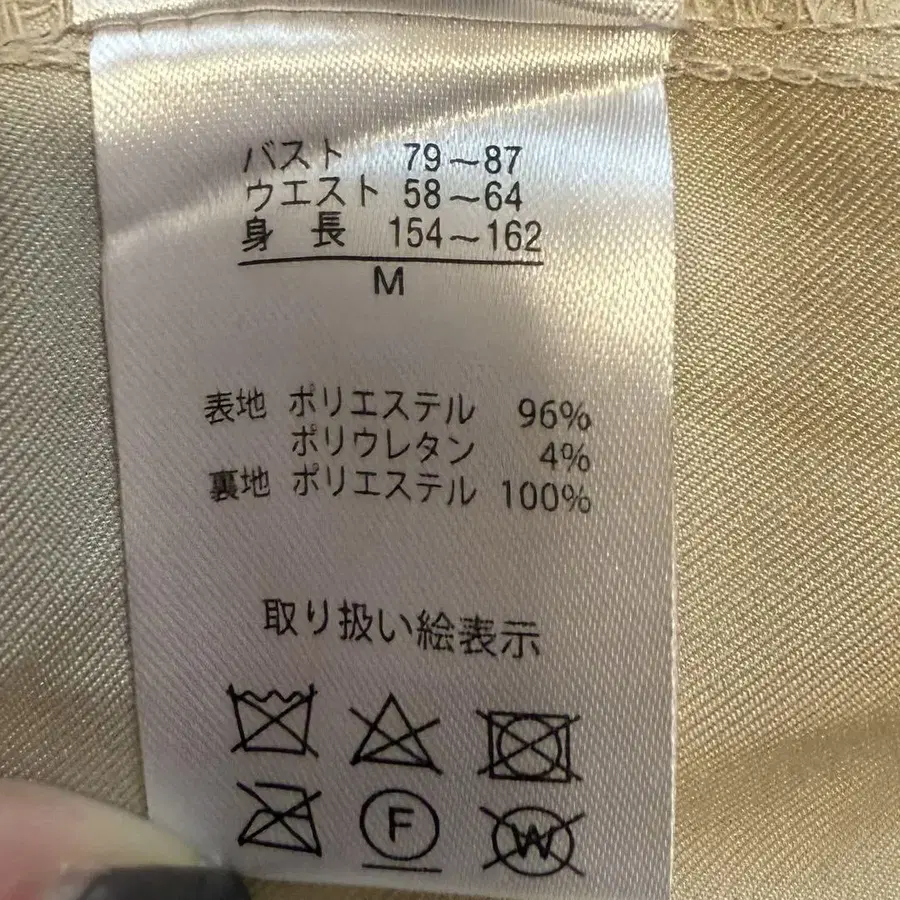 バスト 79〜87
ウエスト 58〜64
身 長 154〜162
M
表地 ポリエステル 96%
ポリウレタン 4%
裏地 ポリエステル 100%
取り扱い絵表示
F
W